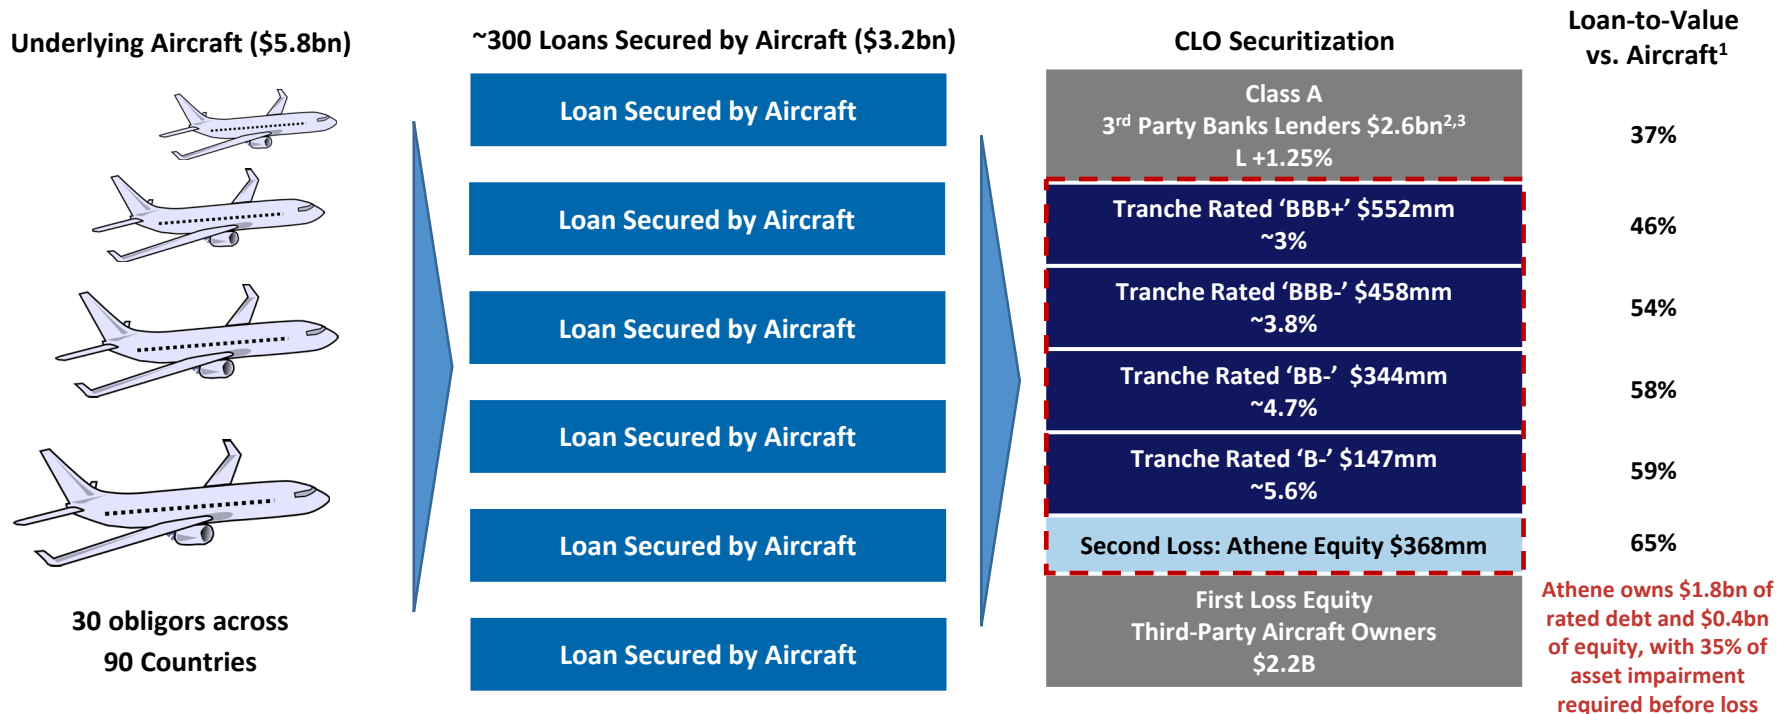 Underlying Aircraft ($5.8bn)
30 obligors across
90 Countries
~300 Loans Secured by Aircraft ($3.2bn)
Loan Secured by Aircraft
Loan Secured by Aircraft
Loan Secured by Aircraft
Loan Secured by Aircraft
Loan Secured by Aircraft
Loan Secured by Aircraft
CLO Securitization
Class A
3rd Party Banks Lenders $2.6bn2,3
L +1.25%
Tranche Rated ‘BBB+’ $552mm
~3%
Tranche Rated ‘BBB-’ $458mm
~3.8%
Tranche Rated ‘BB-’ $344mm
~4.7%
Tranche Rated ‘B-’ $147mm
~5.6%
Second Loss: Athene Equity $368mm
First Loss Equity
Third-Party Aircraft Owners
$2.2B
Loan-to-Value
vs. Aircraft1
37%
46%
54%
58%
59%
65%
Athene owns $1.8bn of
rated debt and $0.4bn
of equity, with 35% of
asset impairment
required before loss